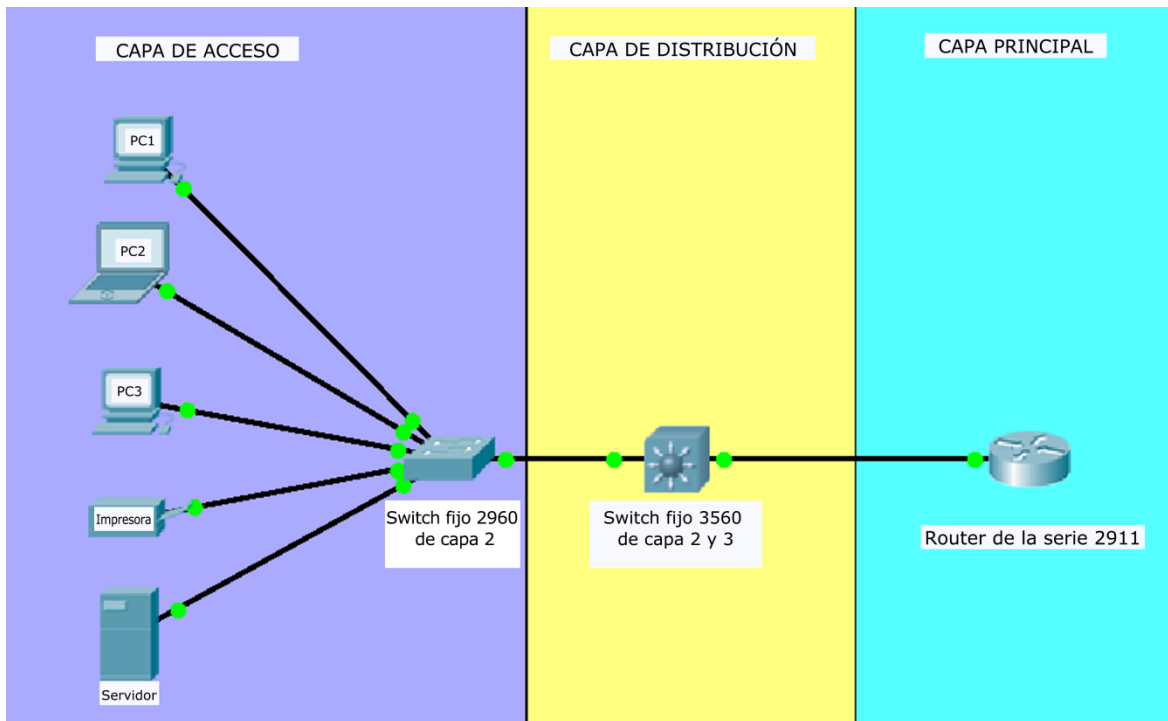 CAPA DE ACCESO
CAPA DE DISTRIBUCIÓN
CAPA PRINCIPAL
PC1
PC2
PC3
Impresora
Servidor
Switch fijo 2960
de capa 2
Switch fijo 3560
de capa 2 y 3
Router de la serie 2911